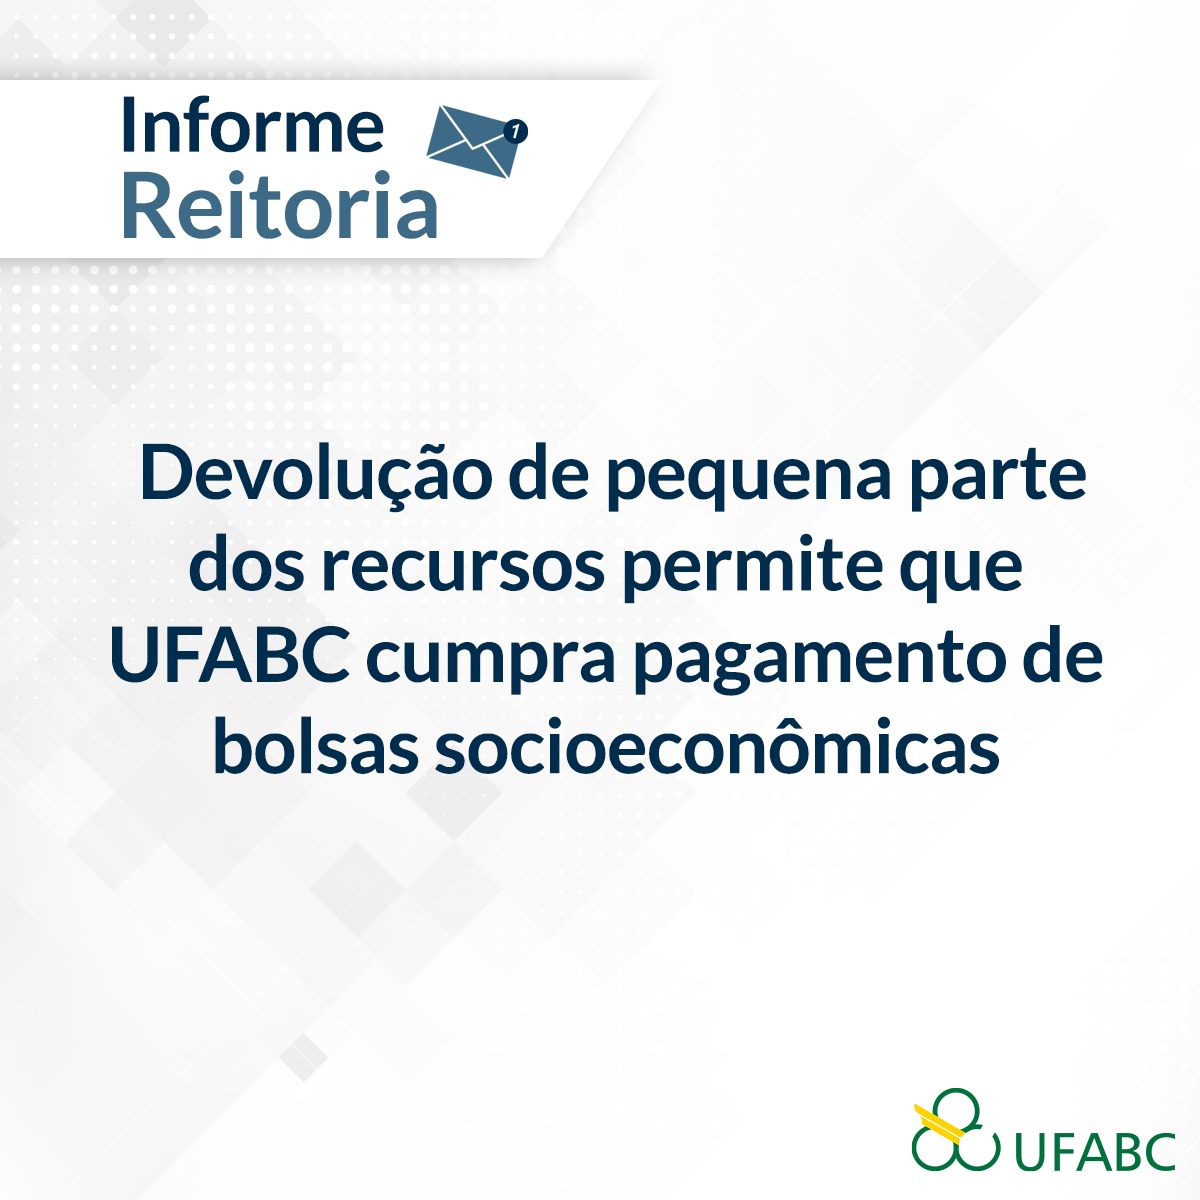 Informe
1
Reitoria
Devolução de pequena parte
dos recursos permite que
UFABC cumpra pagamento de
bolsas socioeconômicas
UFABC